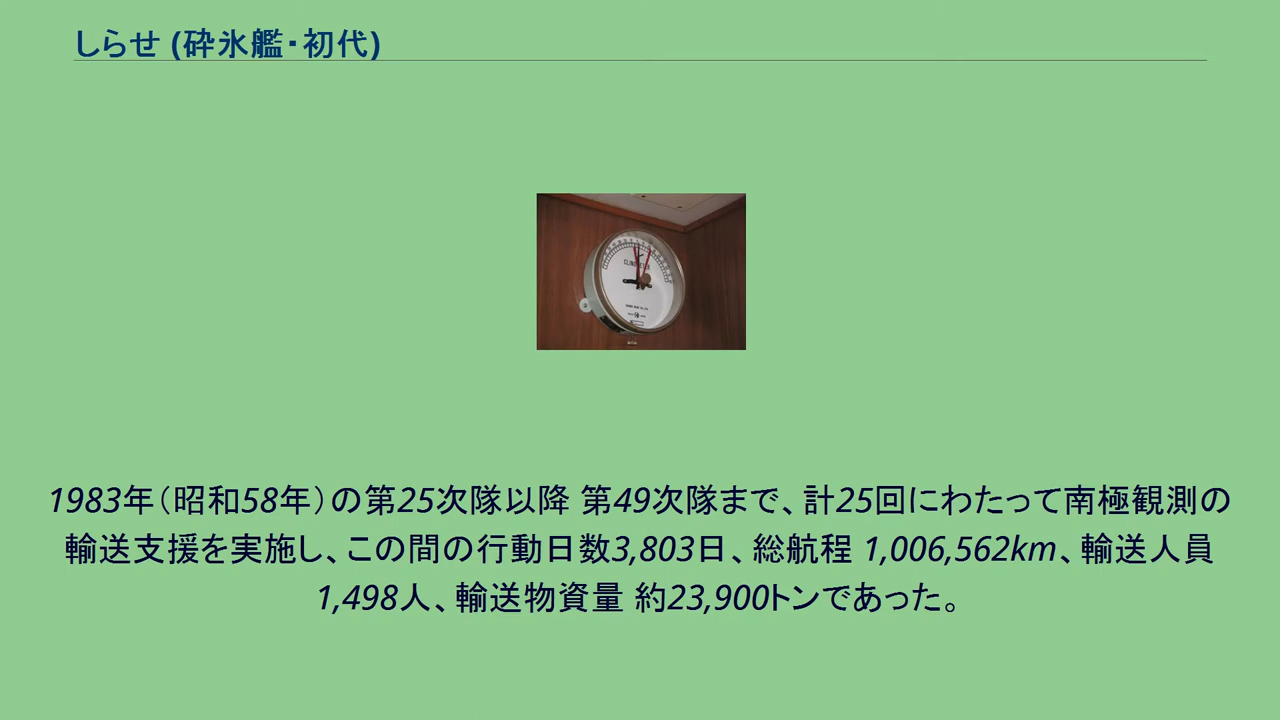 しらせ (砕氷艦・初代)
CLINOMETER
1983年（昭和58年）の第25次隊以降 第49次隊まで、計25回にわたって南極観測の
輸送支援を実施し、この間の行動日数3,803日、総航程 1,006,562km、輸送人員
1,498人、輸送物資量 約23,900トンであった。